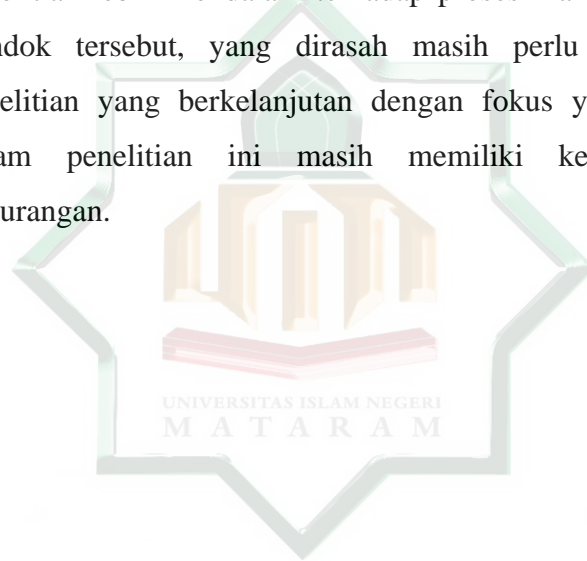 ndok tersebut, yang dirasah masih perlu
elitian yang berkelanjutan dengan fokus y
am penelitian ini masih memiliki ke
urangan.
UNIVERSITAS ISLAM NEGERI
MATARAM